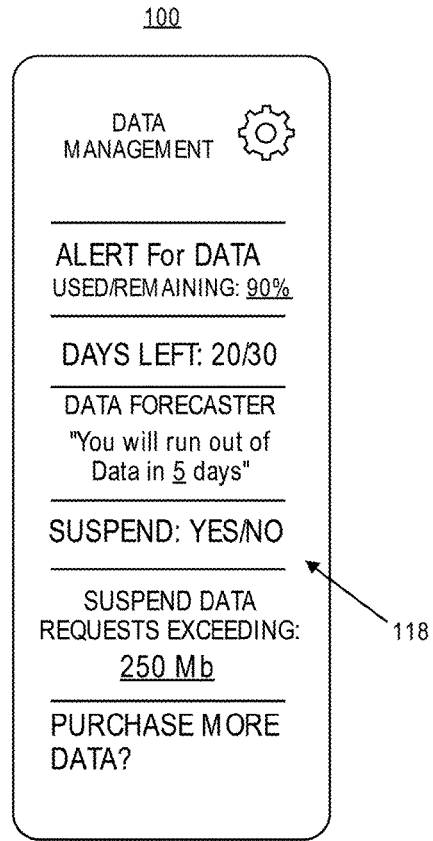 100
DATA
MANAGEMENT
ALERT For DATA
USED/REMAINING: 90%
DAYS LEFT: 20/30
DATA FORECASTER
"You will run out of
Data in 5 days"
SUSPEND: YES/NO
SUSPEND DATA
REQUESTS EXCEEDING:
250 Mb
118
PURCHASE MORE
DATA?